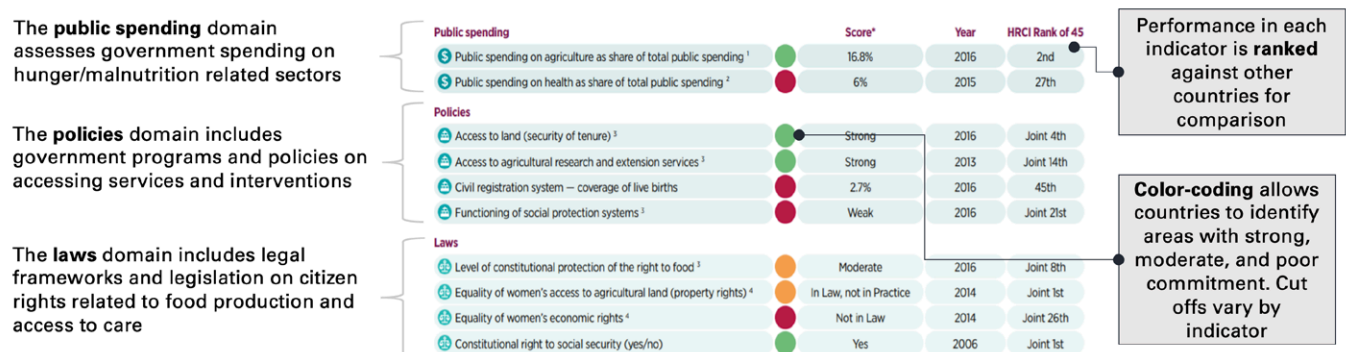 The public spending domain
assesses government spending on
hunger/malnutrition related sectors
Public spending Score* Year HRCI Rank of 45
Public spending on agriculture as share of total public spending ¹ 16.8% 2016 2nd
Public spending on health as share of total public spending ² 6% 2015 27th
Performance in each
indicator is ranked
against other
countries for
comparison
The policies domain includes
government programs and policies on
accessing services and interventions
Policies
Access to land (security of tenure) ³ Strong 2016 Joint 4th
Access to agricultural research and extension services ³ Strong 2013 Joint 14th
Civil registration system — coverage of live births 2.7% 2016 45th
Functioning of social protection systems ³ Weak 2016 Joint 21st
Color-coding allows
countries to identify
areas with strong,
moderate, and poor
commitment. Cut
offs vary by
indicator
The laws domain includes legal
frameworks and legislation on citizen
rights related to food production and
access to care
Laws
Level of constitutional protection of the right to food ³ Moderate 2016 Joint 8th
Equality of women's access to agricultural land (property rights) ⁴ In Law, not in Practice 2014 Joint 1st
Equality of women's economic rights ⁴ Not in Law 2014 Joint 26th
Constitutional right to social security (yes/no) Yes 2006 Joint 1st